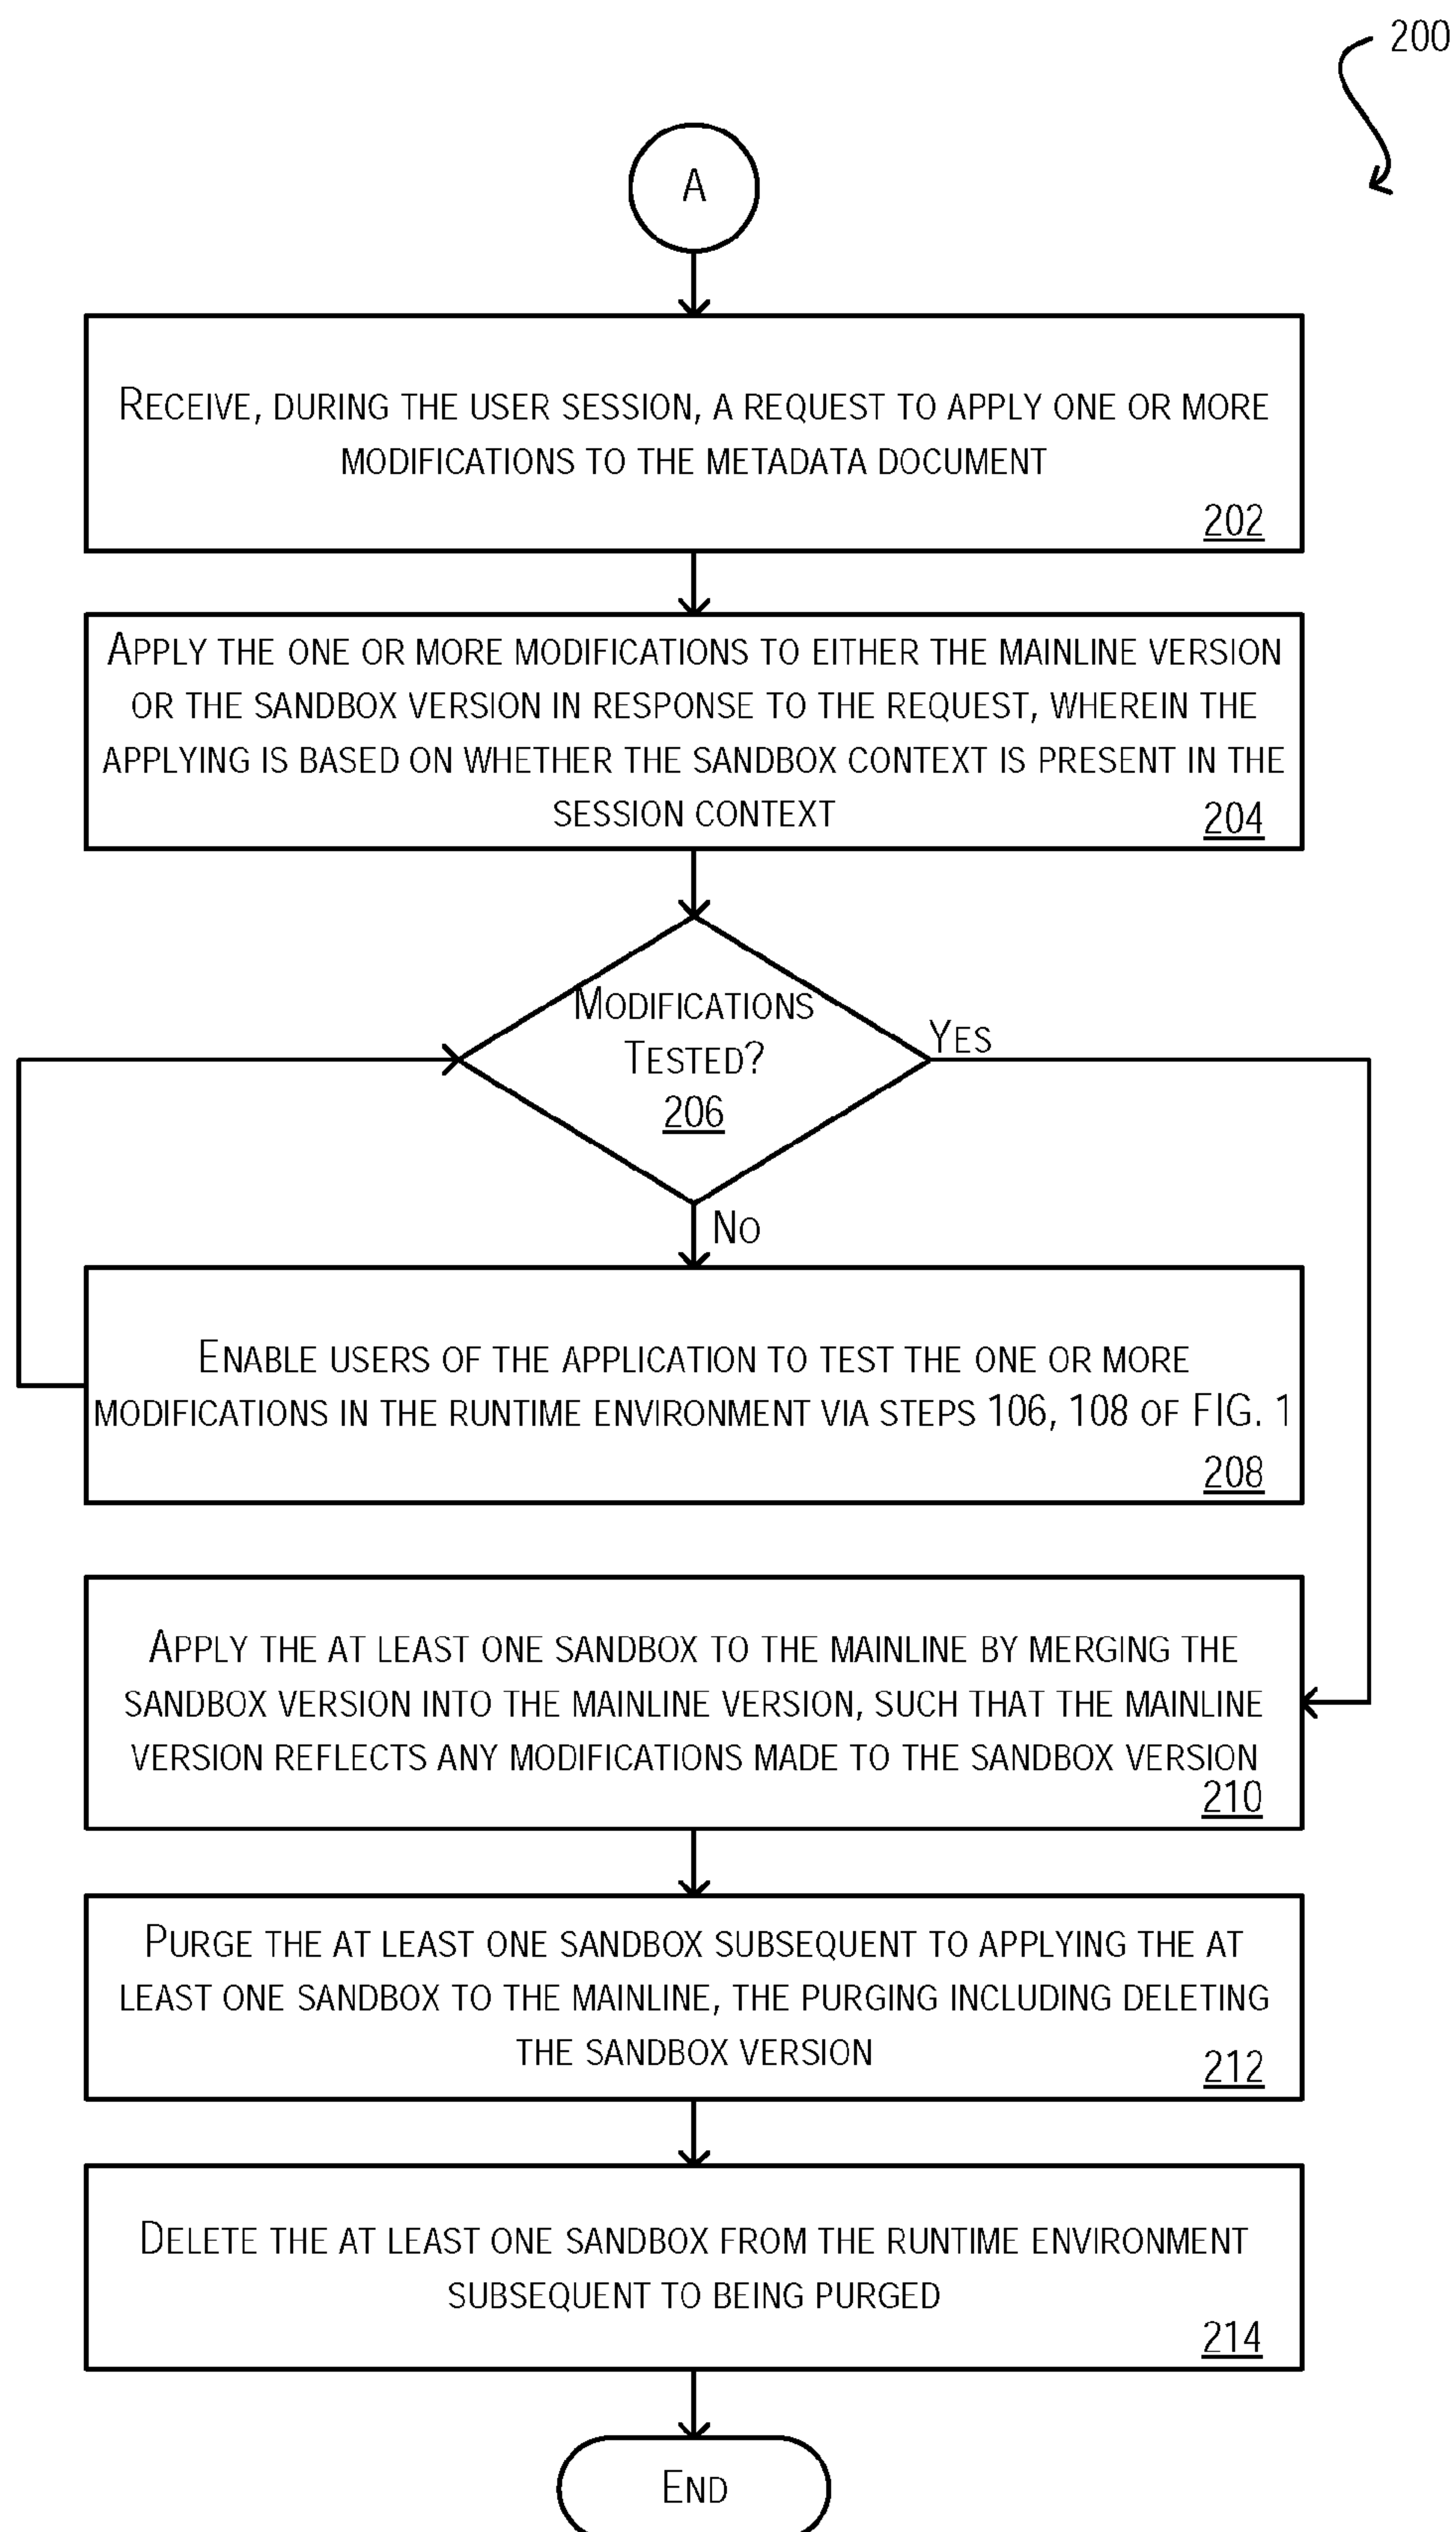 200
A
RECEIVE, DURING THE USER SESSION, A REQUEST TO APPLY ONE OR MORE
MODIFICATIONS TO THE METADATA DOCUMENT
202
APPLY THE ONE OR MORE MODIFICATIONS TO EITHER THE MAINLINE VERSION
OR THE SANDBOX VERSION IN RESPONSE TO THE REQUEST, WHEREIN THE
APPLYING IS BASED ON WHETHER THE SANDBOX CONTEXT IS PRESENT IN THE
SESSION CONTEXT
204
MODIFICATIONS
TESTED?
206
YES
NO
ENABLE USERS OF THE APPLICATION TO TEST THE ONE OR MORE
MODIFICATIONS IN THE RUNTIME ENVIRONMENT VIA STEPS 106, 108 OF FIG. 1
208
APPLY THE AT LEAST ONE SANDBOX TO THE MAINLINE BY MERGING THE
SANDBOX VERSION INTO THE MAINLINE VERSION, SUCH THAT THE MAINLINE
VERSION REFLECTS ANY MODIFICATIONS MADE TO THE SANDBOX VERSION
210
PURGE THE AT LEAST ONE SANDBOX SUBSEQUENT TO APPLYING THE AT
LEAST ONE SANDBOX TO THE MAINLINE, THE PURGING INCLUDING DELETING
THE SANDBOX VERSION
212
DELETE THE AT LEAST ONE SANDBOX FROM THE RUNTIME ENVIRONMENT
SUBSEQUENT TO BEING PURGED
214
END